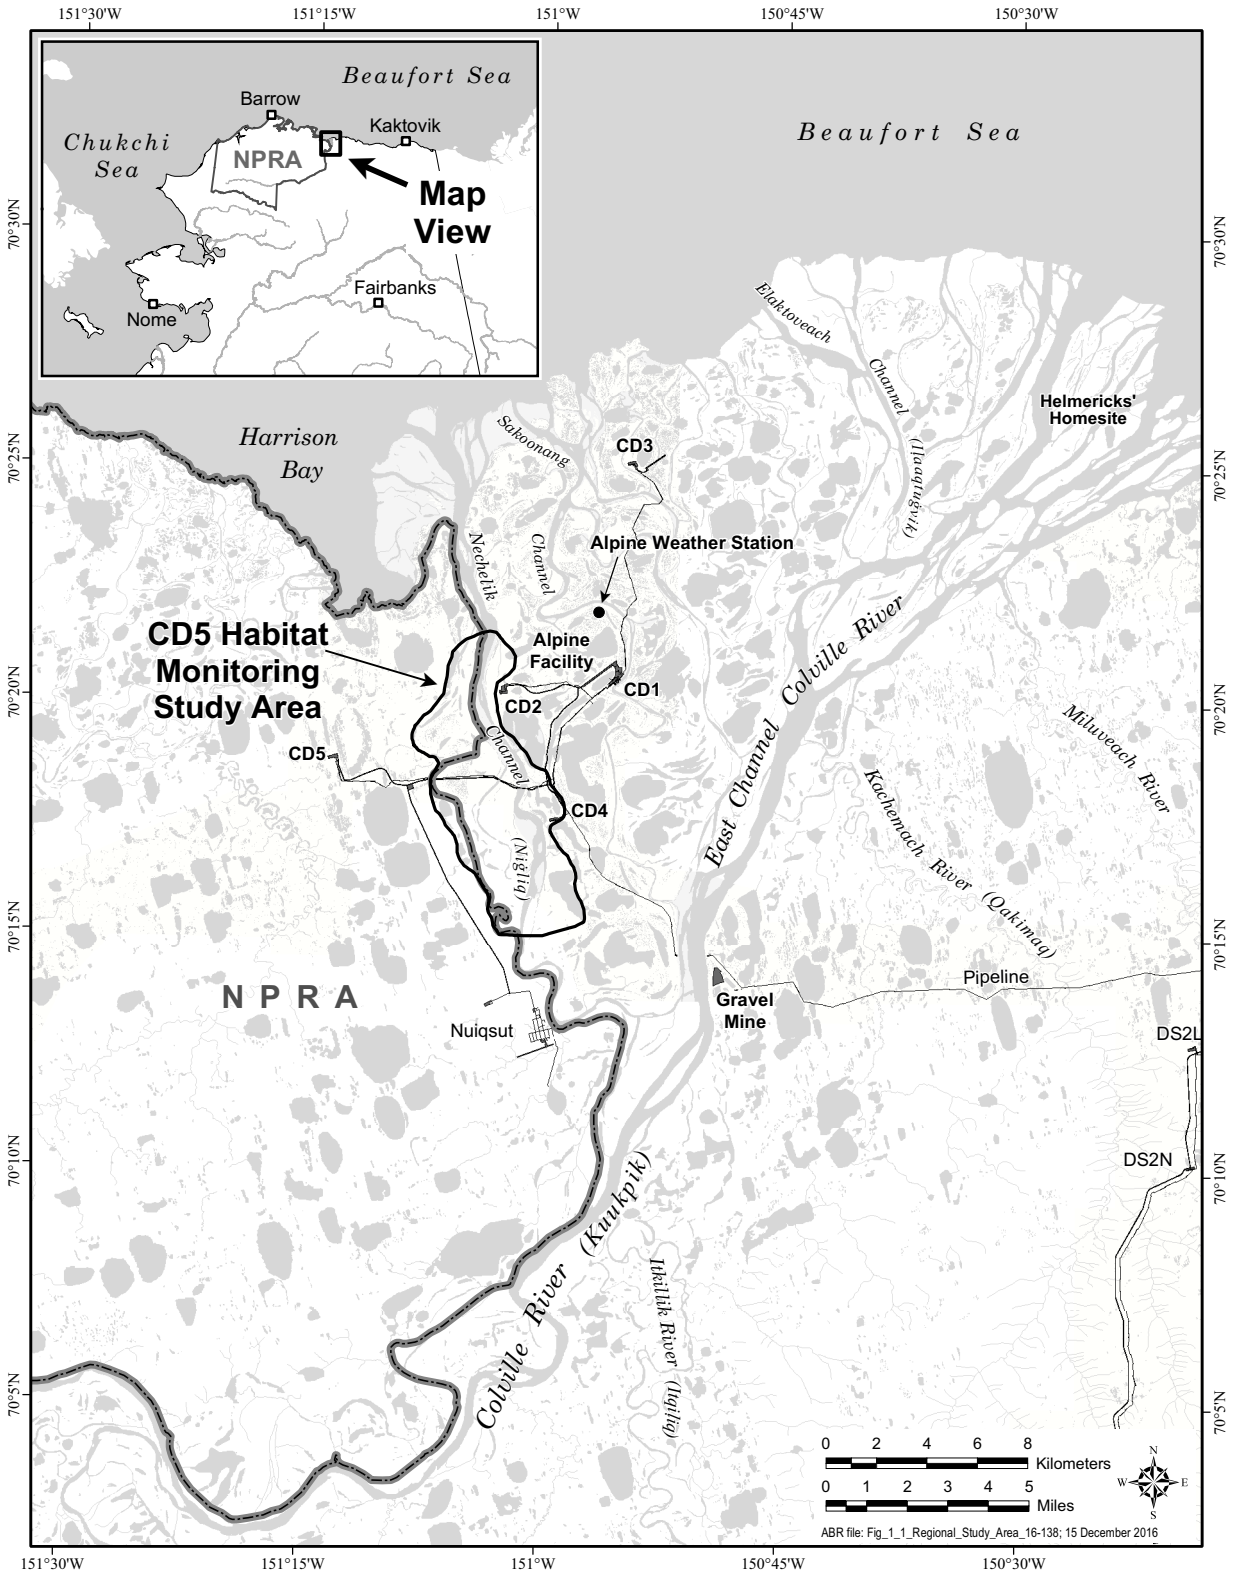 151°30'W
151°15'W
151°W
150°45'W
150°30'W
Beaufort Sea
Barrow
Kaktovik
Chukchi
Sea
NPRA
Map
View
Fairbanks
Nome
Beaufort Sea
70°30'N
70°30'N
Elaktoveach
Channel
(Ilaaqtuġvik)
Helmericks'
Homesite
Harrison
Bay
Sakoonang
Channel
CD3
70°25'N
70°25'N
Nechelik
Channel
(Niġliq)
Alpine Weather Station
CD5 Habitat
Monitoring
Study Area
Alpine
Facility
CD1
CD2
East Channel Colville River
70°20'N
70°20'N
Miluveach River
Kachemach River (Qakimaq)
CD5
CD4
70°15'N
70°15'N
NPRA
Pipeline
Gravel
Mine
Nuiqsut
DS2L
70°10'N
70°10'N
DS2N
Colville River (Kuukpik)
Itkillik River (Itqiliq)
70°5'N
70°5'N
0 2 4 6 8
Kilometers
0 1 2 3 4 5
Miles
N
W E
S
ABR file: Fig_1_1_Regional_Study_Area_16-138; 15 December 2016
151°30'W
151°15'W
151°W
150°45'W
150°30'W